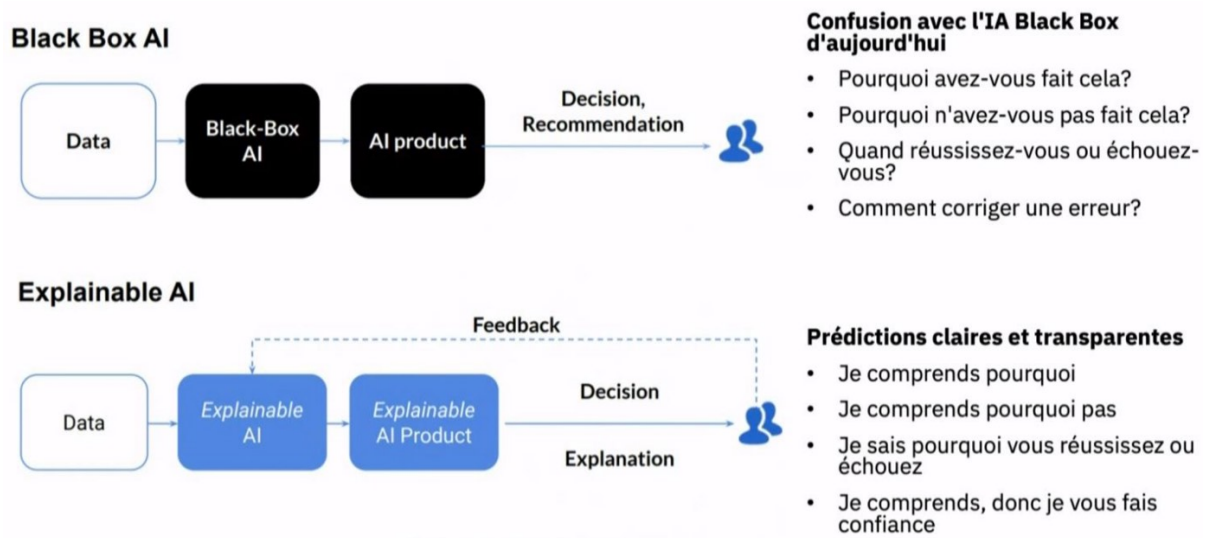 Black Box AI
Data
Black-Box
AI
AI product
Decision,
Recommendation
Confusion avec l'IA Black Box
d'aujourd'hui
• Pourquoi avez-vous fait cela?
• Pourquoi n'avez-vous pas fait cela?
• Quand réussissez-vous ou échouez-
vous?
• Comment corriger une erreur?
Explainable AI
Feedback
Data
Explainable
AI
Explainable
AI Product
Decision
Explanation
Prédictions claires et transparentes
• Je comprends pourquoi
• Je comprends pourquoi pas
• Je sais pourquoi vous réussissez ou
échouez
• Je comprends, donc je vous fais
confiance